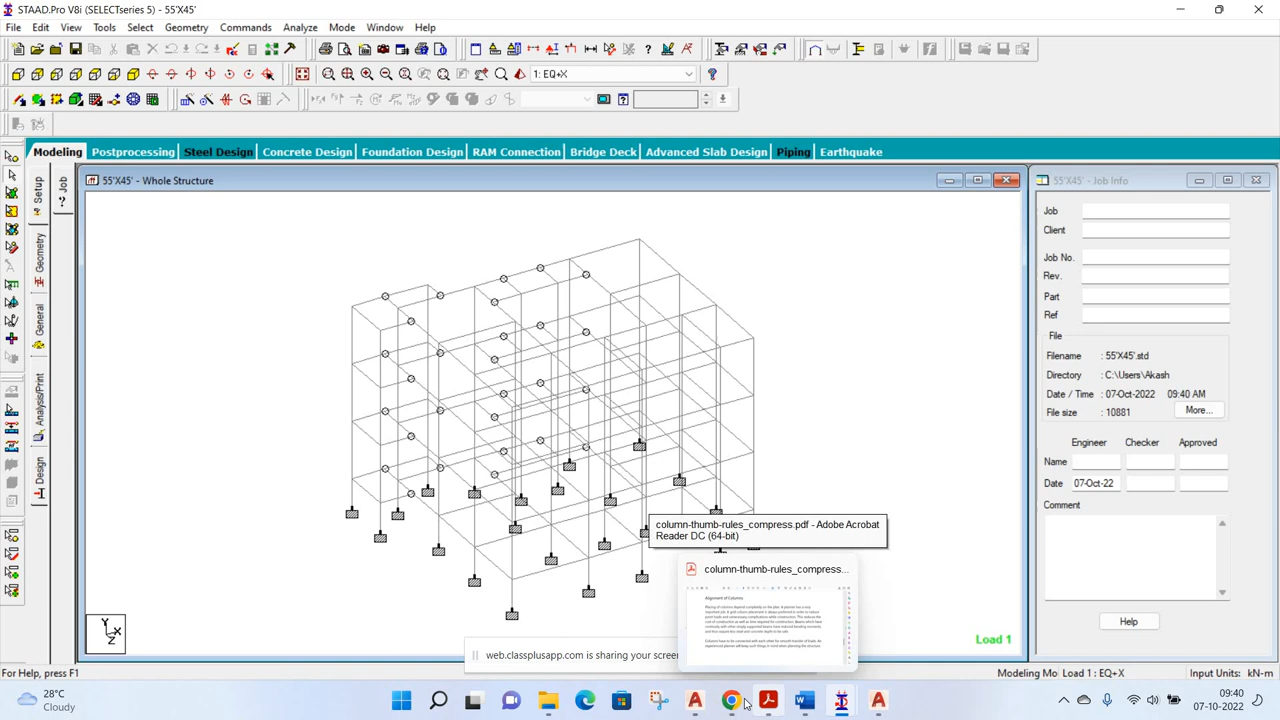 STAAD.Pro V8i (SELECTseries 5) - 55'X45'
File Edit View Tools Select Geometry Commands Analyze Mode Window Help
1: EQ+X
Modeling Postprocessing Steel Design Concrete Design Foundation Design RAM Connection Bridge Deck Advanced Slab Design Piping Earthquake
55'X45' - Whole Structure
55'X45' - Job Info
Setup
Job
Geometry
General
Analysis/Print
Design
Job
Client
Job No.
Rev.
Part
Ref
File
Filename : 55'X45'.std
Directory : C:\Users\Akash
Date / Time : 07-Oct-2022 09:40 AM
File size : 10881 More...
Engineer Checker Approved
Name
Date 07-Oct-22
Comment
Help
column-thumb-rules_compress.pdf - Adobe Acrobat
Reader DC (64-bit)
column-thumb-rules_compress...
Alignment of Columns
Load 1
is sharing your scree
For Help, press F1
Modeling Mo Load 1 : EQ+X Input Units: kN-m
28°C
Cloudy
09:40
07-10-2022